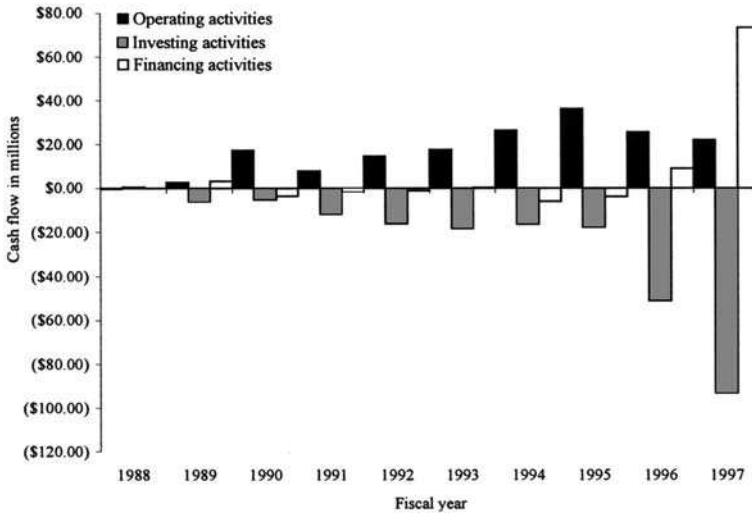 $80.00
Operating activities
Investing activities
$60.00
Financing activities
$40.00
$20.00
$0.00
($20.00)
($40.00)
($60.00)
($80.00)
($100.00)
($120.00)
Cash flow in millions
1988 1989 1990 1991 1992 1993 1994 1995 1996 1997
Fiscal year